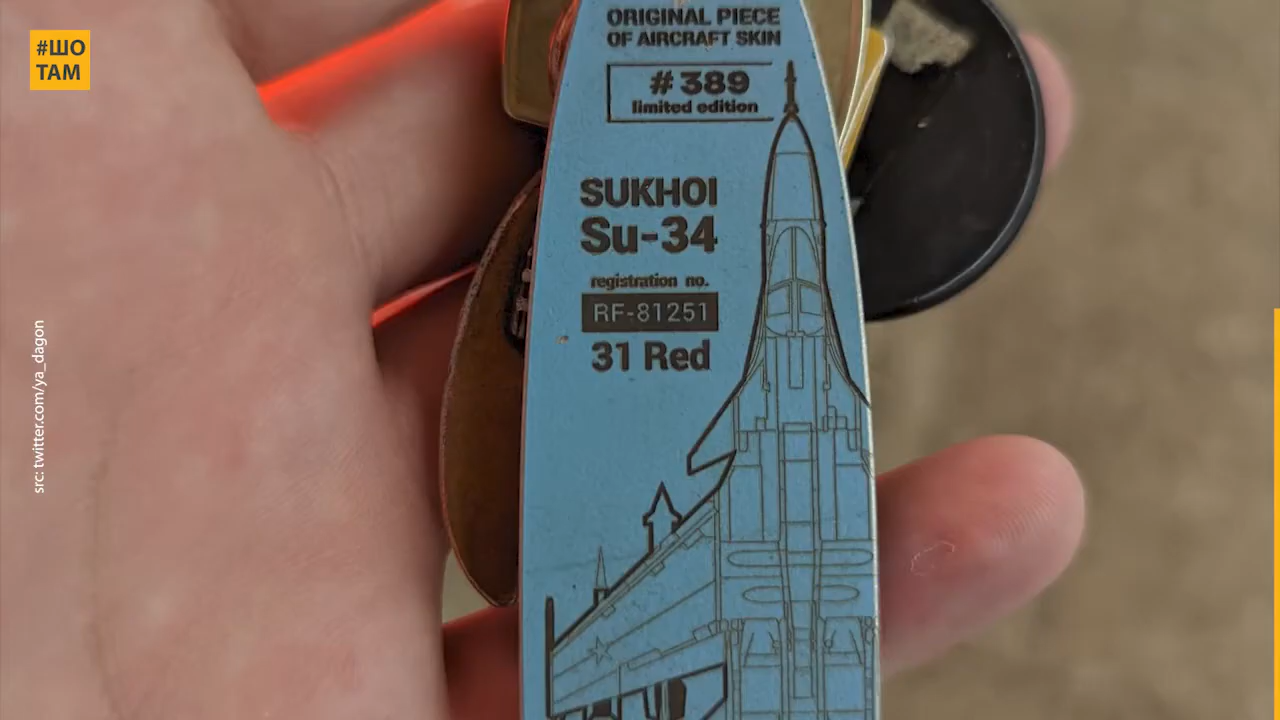 #ШО
ТАМ
ORIGINAL PIECE
OF AIRCRAFT SKIN
#389
limited edition
SUKHOI
Su-34
registration no.
RF-81251
31 Red
src: twitter.com/ya_dagon